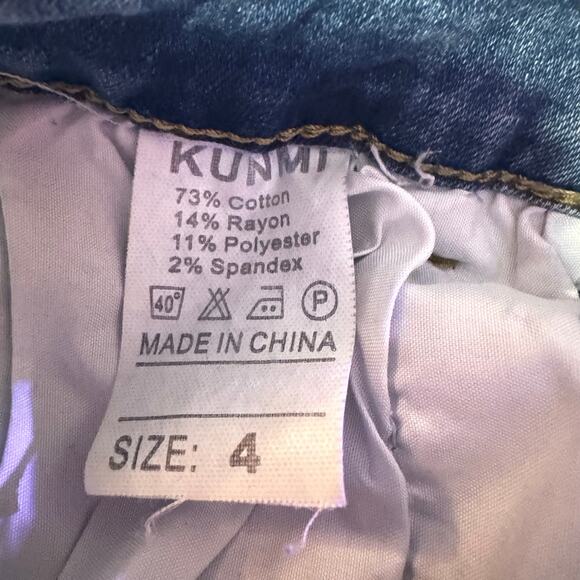 KUNMI
73% Cotton
14% Rayon
11% Polyester
2% Spandex
40° P
MADE IN CHINA
SIZE: 4